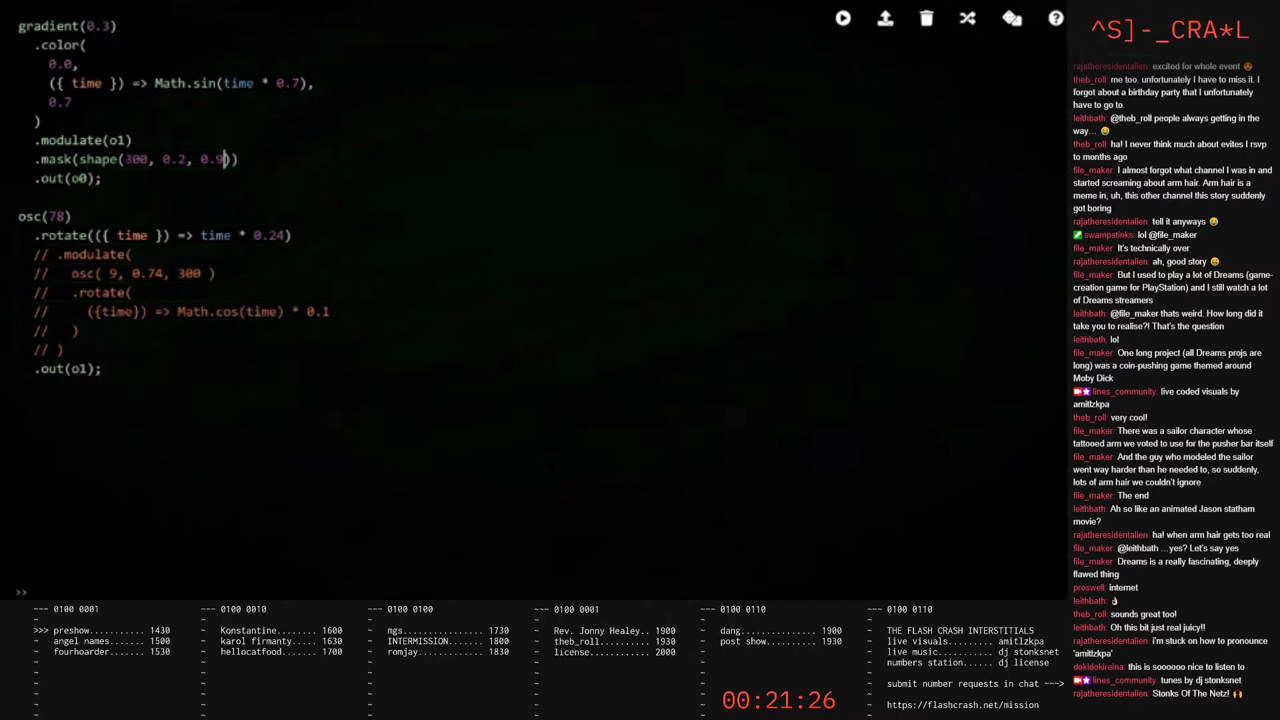 gradient(0.3)
.color(
0.0,
({ time }) => Math.sin(time * 0.7),
0.7
)
.modulate(o1)
.mask(shape(300, 0.2, 0.9))
.out(o0);
osc(78)
.rotate(({ time }) => time * 0.24)
// .modulate(
//   osc( 9, 0.74, 300 )
//   .rotate(
//     ({time}) => Math.cos(time) * 0.1
//   )
// )
.out(o1);
>>
^S]-_CRA*L
rajatheresidentalien: excited for whole event 😍
theb_roll: me too. unfortunately I have to miss it. I
forgot about a birthday party that I unfortunately
have to go to.
leithbath: @theb_roll people always getting in the
way… 😂
theb_roll: ha! I never think much about evites I rsvp
to months ago
file_maker: I almost forgot what channel I was in and
started screaming about arm hair. Arm hair is a
meme in, uh, this other channel this story suddenly
got boring
rajatheresidentalien: tell it anyways 😂
swampstinks: lol @file_maker
file_maker: It's technically over
rajatheresidentalien: ah, good story 😄
file_maker: But I used to play a lot of Dreams (game-
creation game for PlayStation) and I still watch a lot
of Dreams streamers
leithbath: @file_maker thats weird. How long did it
take you to realise?! That's the question
leithbath: lol
file_maker: One long project (all Dreams projs are
long) was a coin-pushing game themed around
Moby Dick
lines_community: live coded visuals by
amitlzkpa
theb_roll: very cool!
file_maker: There was a sailor character whose
tattooed arm we voted to use for the pusher bar itself
file_maker: And the guy who modeled the sailor
went way harder than he needed to, so suddenly,
lots of arm hair we couldn't ignore
file_maker: The end
leithbath: Ah so like an animated Jason statham
movie?
rajatheresidentalien: ha! when arm hair gets too real
file_maker: @leithbath …yes? Let's say yes
file_maker: Dreams is a really fascinating, deeply
flawed thing
proswell: internet
leithbath: 👌
theb_roll: sounds great too!
leithbath: Oh this bit just real juicy!!
rajatheresidentalien: i'm stuck on how to pronounce
'amitlzkpa'
dokidokireina: this is soooooo nice to listen to
lines_community: tunes by dj stonksnet
rajatheresidentalien: Stonks Of The Netz! 🙌
~~~ 0100 0001
~
>>> preshow.......... 1430
~ angel names...... 1500
~ fourhoarder...... 1530
~~~ 0100 0010
~
~ Konstantine....... 1600
~ karol firmanty.... 1630
~ hellocatfood...... 1700
~~~ 0100 0100
~
~ mgs............... 1730
~ INTERMISSION...... 1800
~ romjay............ 1830
~~~ 0100 0001
~
~ Rev. Jonny Healey.. 1900
~ theb_roll.......... 1930
~ license............ 2000
~~~ 0100 0110
~
~ dang.............. 1900
~ post show......... 1930
00:21:26
~~~ 0100 0110
~
~ THE FLASH CRASH INTERSTITIALS
~ live visuals...... amitlzkpa
~ live music....... dj stonksnet
~ numbers station...... dj license
~
~ submit number requests in chat ~~~>
~
~ https://flashcrash.net/mission